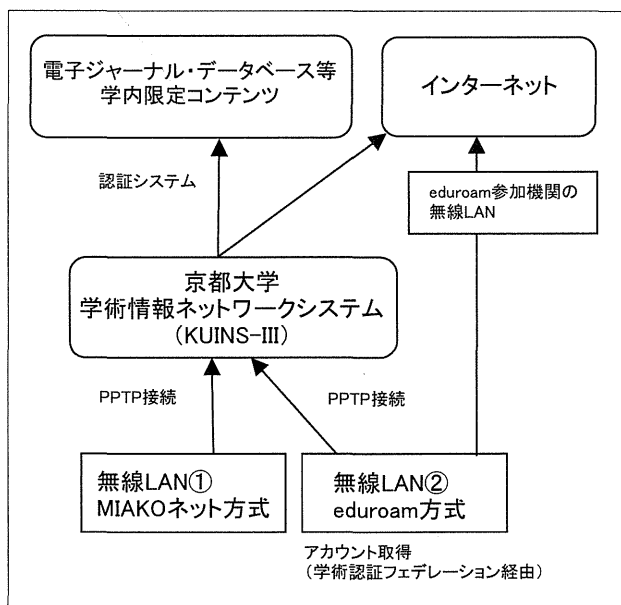 電子ジャーナル・データベース等
学内限定コンテンツ
インターネット
認証システム
eduroam参加機関の
無線LAN
京都大学
学術情報ネットワークシステム
(KUINS-III)
PPTP接続
PPTP接続
無線LAN①
MIAKOネット方式
無線LAN②
eduroam方式
アカウント取得
(学術認証フェデレーション経由)